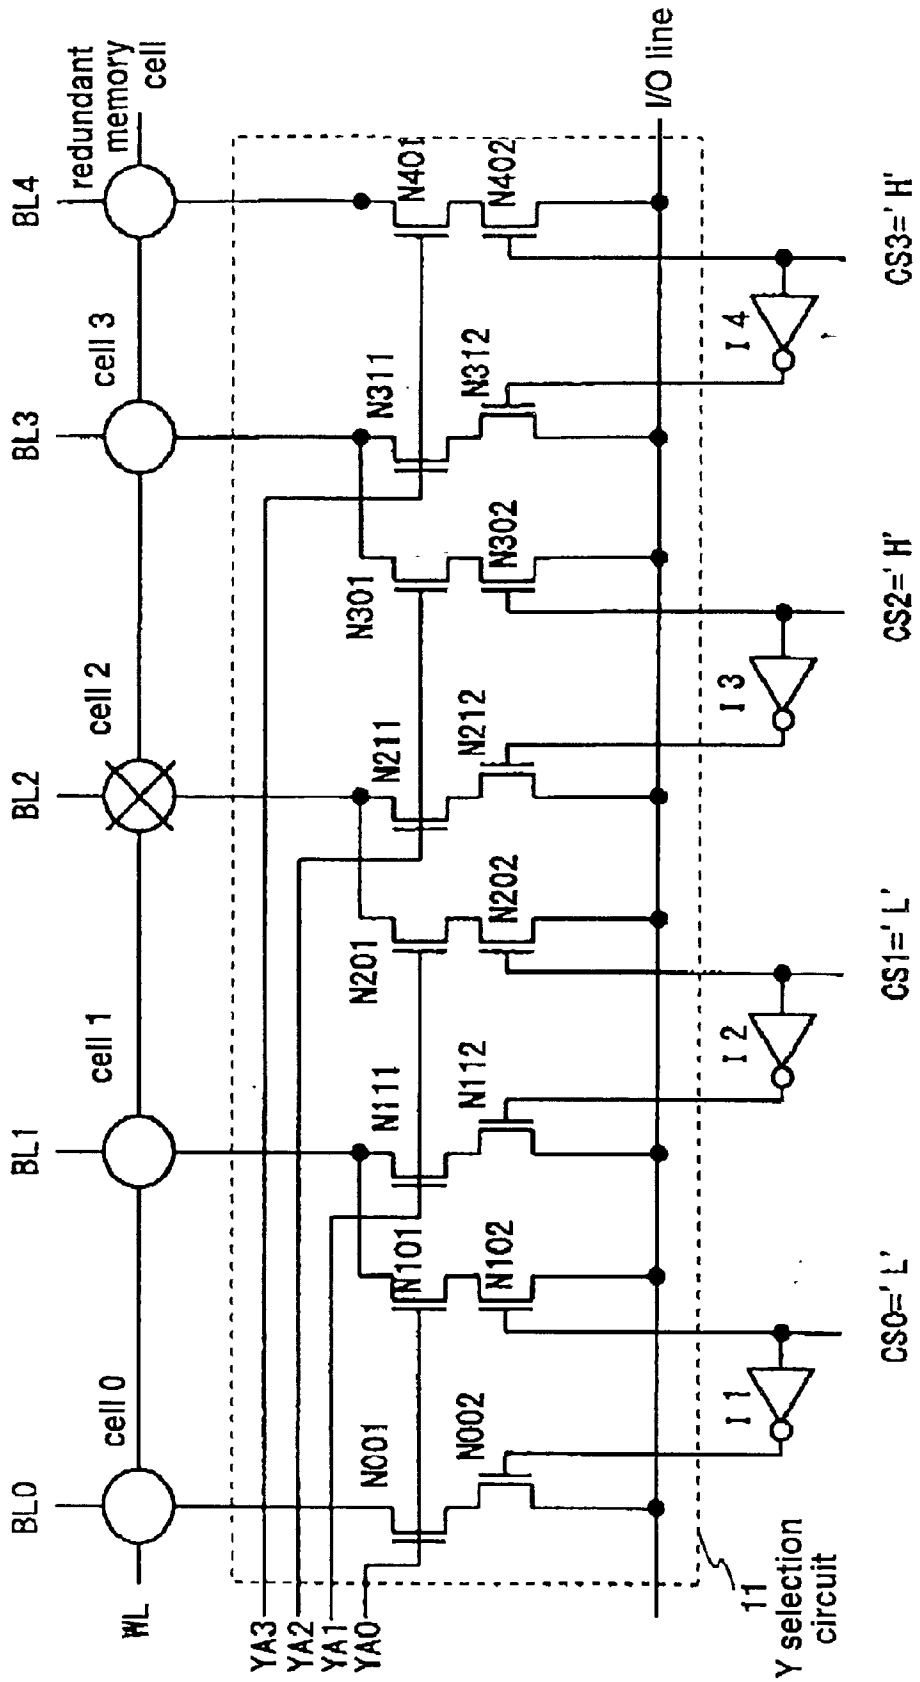 BL0
BL1
BL2
BL3
BL4
WL
cell 0
cell 1
cell 2
cell 3
redundant
memory
cell
YA3
YA2
YA1
YA0
N001
N002
N101
N102
N111
N112
N201
N202
N211
N212
N301
N302
N311
N312
N401
N402
I/O line
11
Y selection
circuit
I 1
I 2
I 3
I 4
CS0='L'
CS1='L'
CS2='H'
CS3='H'